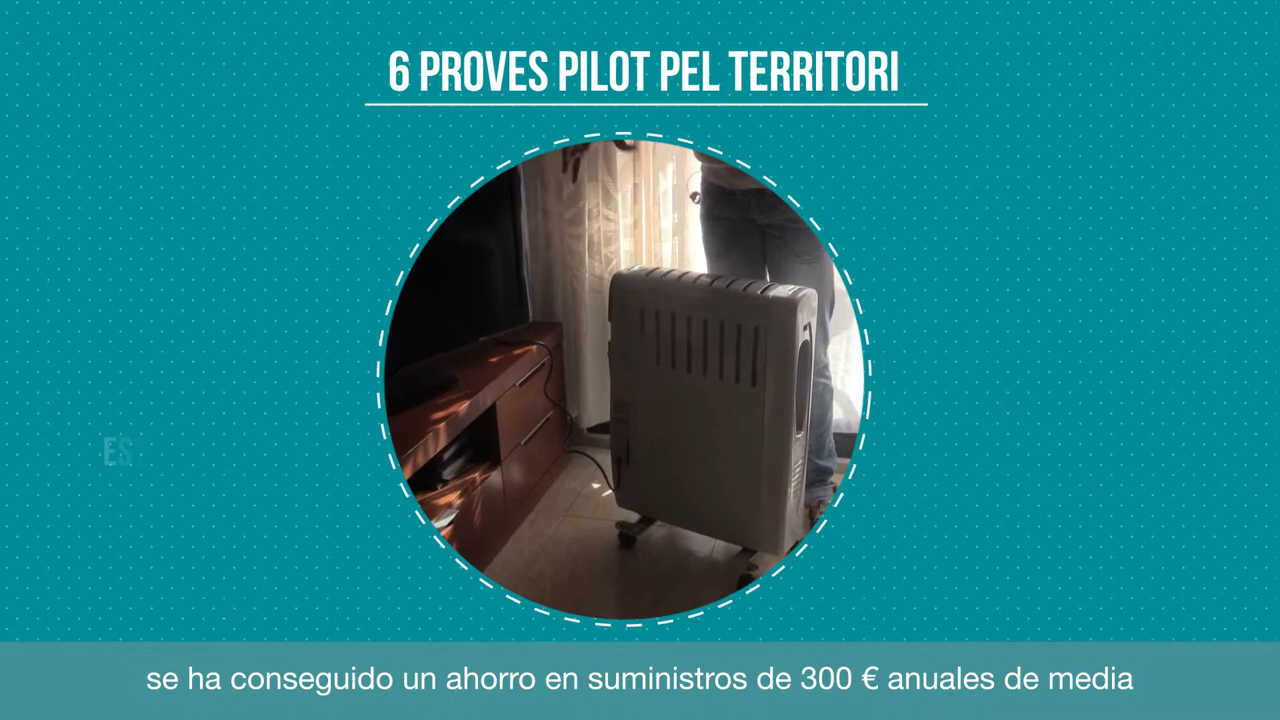 6 PROVES PILOT PEL TERRITORI
ES
se ha conseguido un ahorro en suministros de 300 € anuales de media